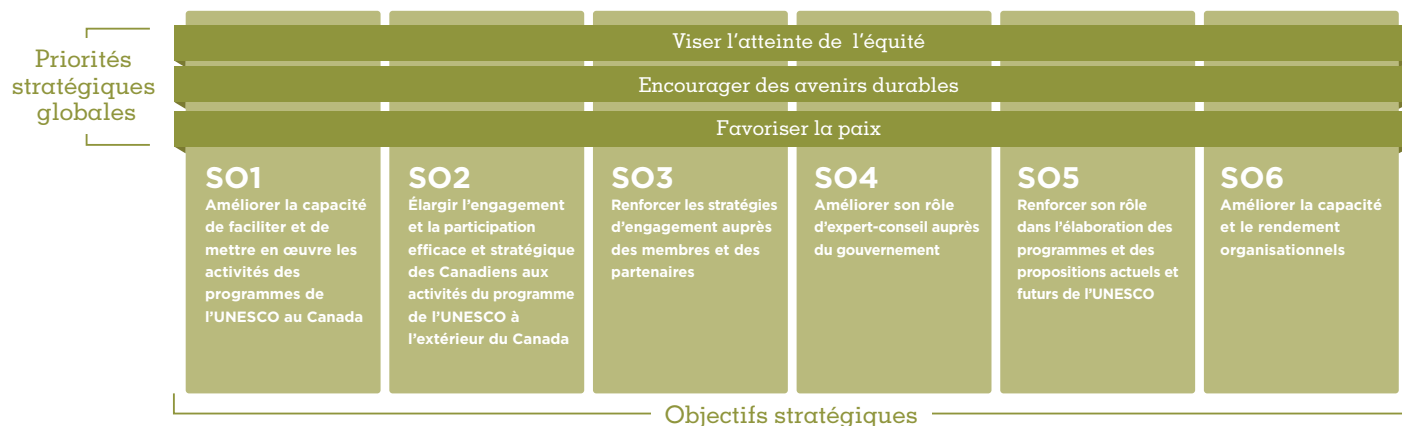 Priorités
stratégiques
globales
Viser l'atteinte de l'équité
Encourager des avenirs durables
Favoriser la paix
SO1
Améliorer la capacité
de faciliter et de
mettre en œuvre les
activités des
programmes de
l'UNESCO au Canada
SO2
Élargir l'engagement
et la participation
efficace et stratégique
des Canadiens aux
activités du programme
de l'UNESCO à
l'extérieur du Canada
SO3
Renforcer les stratégies
d'engagement auprès
des membres et des
partenaires
SO4
Améliorer son rôle
d'expert-conseil auprès
du gouvernement
SO5
Renforcer son rôle
dans l'élaboration des
programmes et des
propositions actuels et
futurs de l'UNESCO
SO6
Améliorer la capacité
et le rendement
organisationnels
Objectifs stratégiques